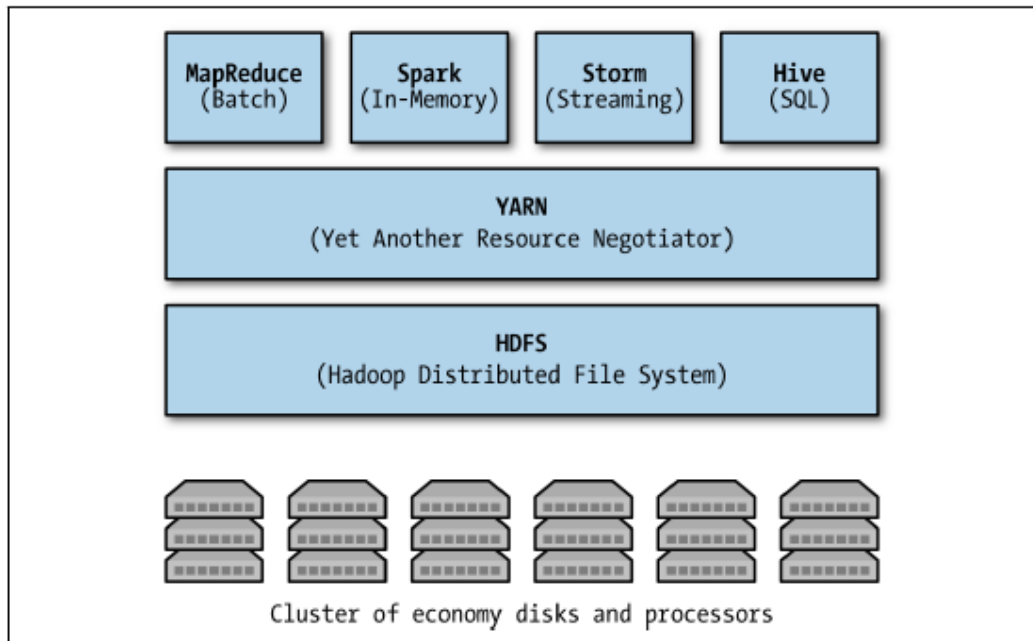 MapReduce
(Batch)
Spark
(In-Memory)
Storm
(Streaming)
Hive
(SQL)
YARN
(Yet Another Resource Negotiator)
HDFS
(Hadoop Distributed File System)
Cluster of economy disks and processors